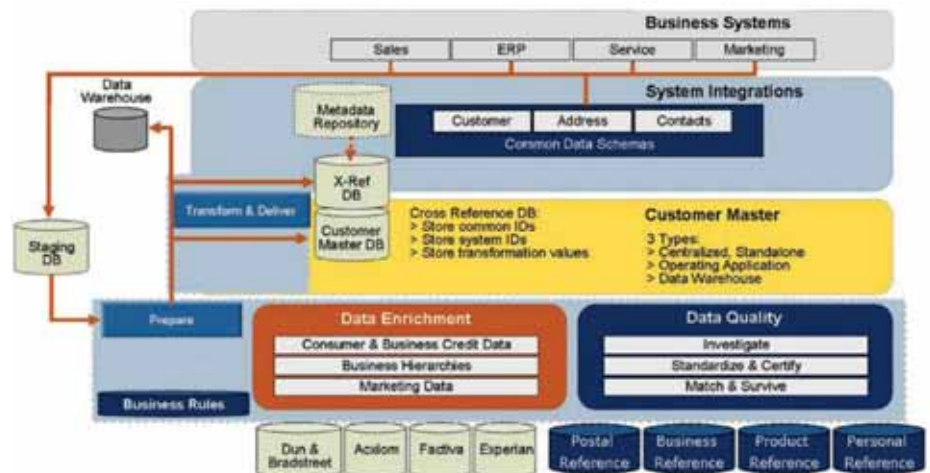 Business Systems
Sales
ERP
Service
Marketing
Data
Warehouse
System Integrations
Metadata
Repository
Customer
Address
Contacts
Common Data Schemas
X-Ref
DB
Transform & Deliver
Customer
Master DB
Cross Reference DB:
> Store common IDs
> Store system IDs
> Store transformation values
Customer Master
3 Types:
> Centralized, Standalone
> Operating Application
> Data Warehouse
Staging
DB
Prepare
Data Enrichment
Consumer & Business Credit Data
Business Hierarchies
Marketing Data
Data Quality
Investigate
Standardize & Certify
Match & Survive
Business Rules
Dun &
Bradstreet
Acxiom
Factiva
Experian
Postal
Reference
Business
Reference
Product
Reference
Personal
Reference